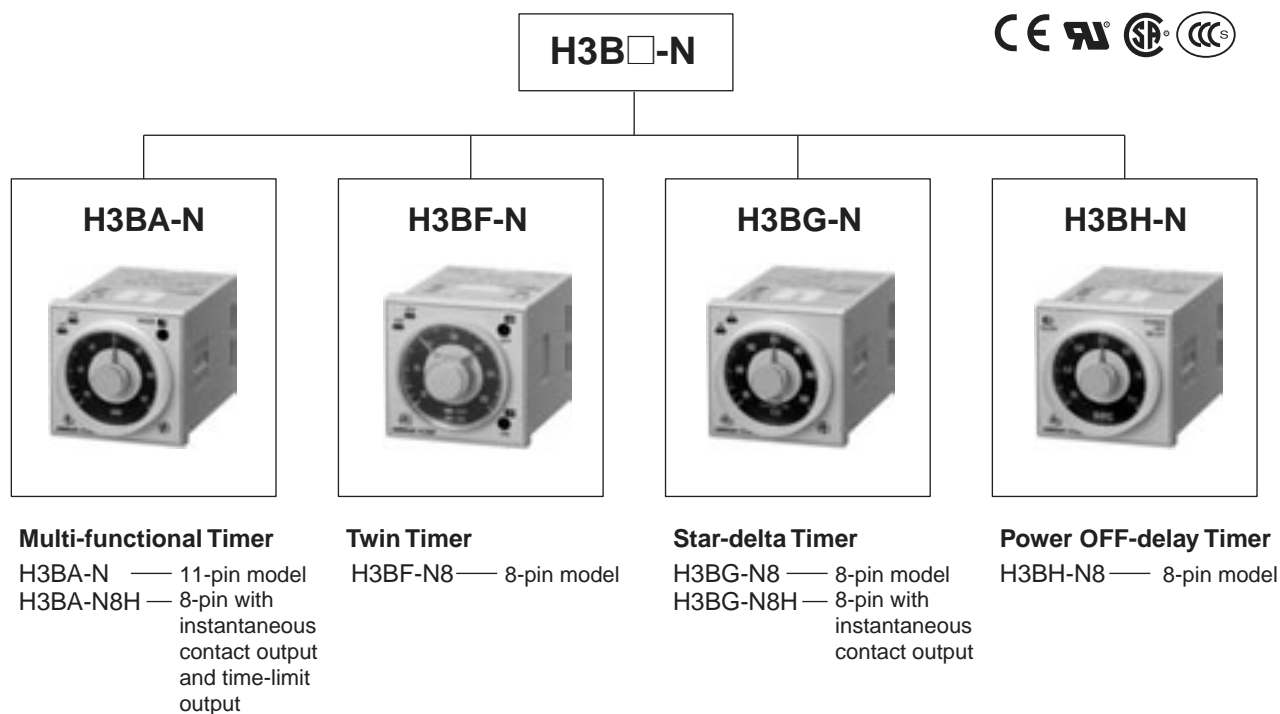 H3B□-N
CE
H3BA-N
H3BF-N
H3BG-N
H3BH-N
Multi-functional Timer
H3BA-N — 11-pin model
H3BA-N8H — 8-pin with
instantaneous
contact output
and time-limit
output
Twin Timer
H3BF-N8 — 8-pin model
Star-delta Timer
H3BG-N8 — 8-pin model
H3BG-N8H — 8-pin with
instantaneous
contact output
Power OFF-delay Timer
H3BH-N8 — 8-pin model